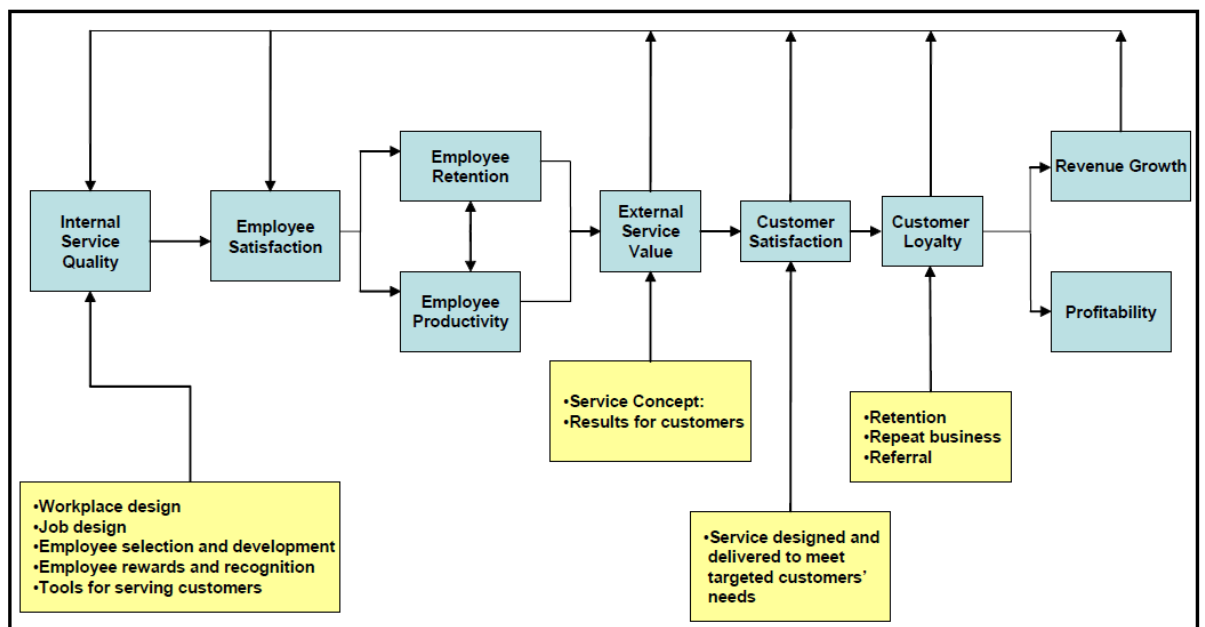 Internal
Service
Quality
Employee
Satisfaction
Employee
Retention
Employee
Productivity
External
Service
Value
Customer
Satisfaction
Customer
Loyalty
Revenue Growth
Profitability
•Workplace design
•Job design
•Employee selection and development
•Employee rewards and recognition
•Tools for serving customers
•Service Concept:
•Results for customers
•Service designed and
delivered to meet
targeted customers’
needs
•Retention
•Repeat business
•Referral